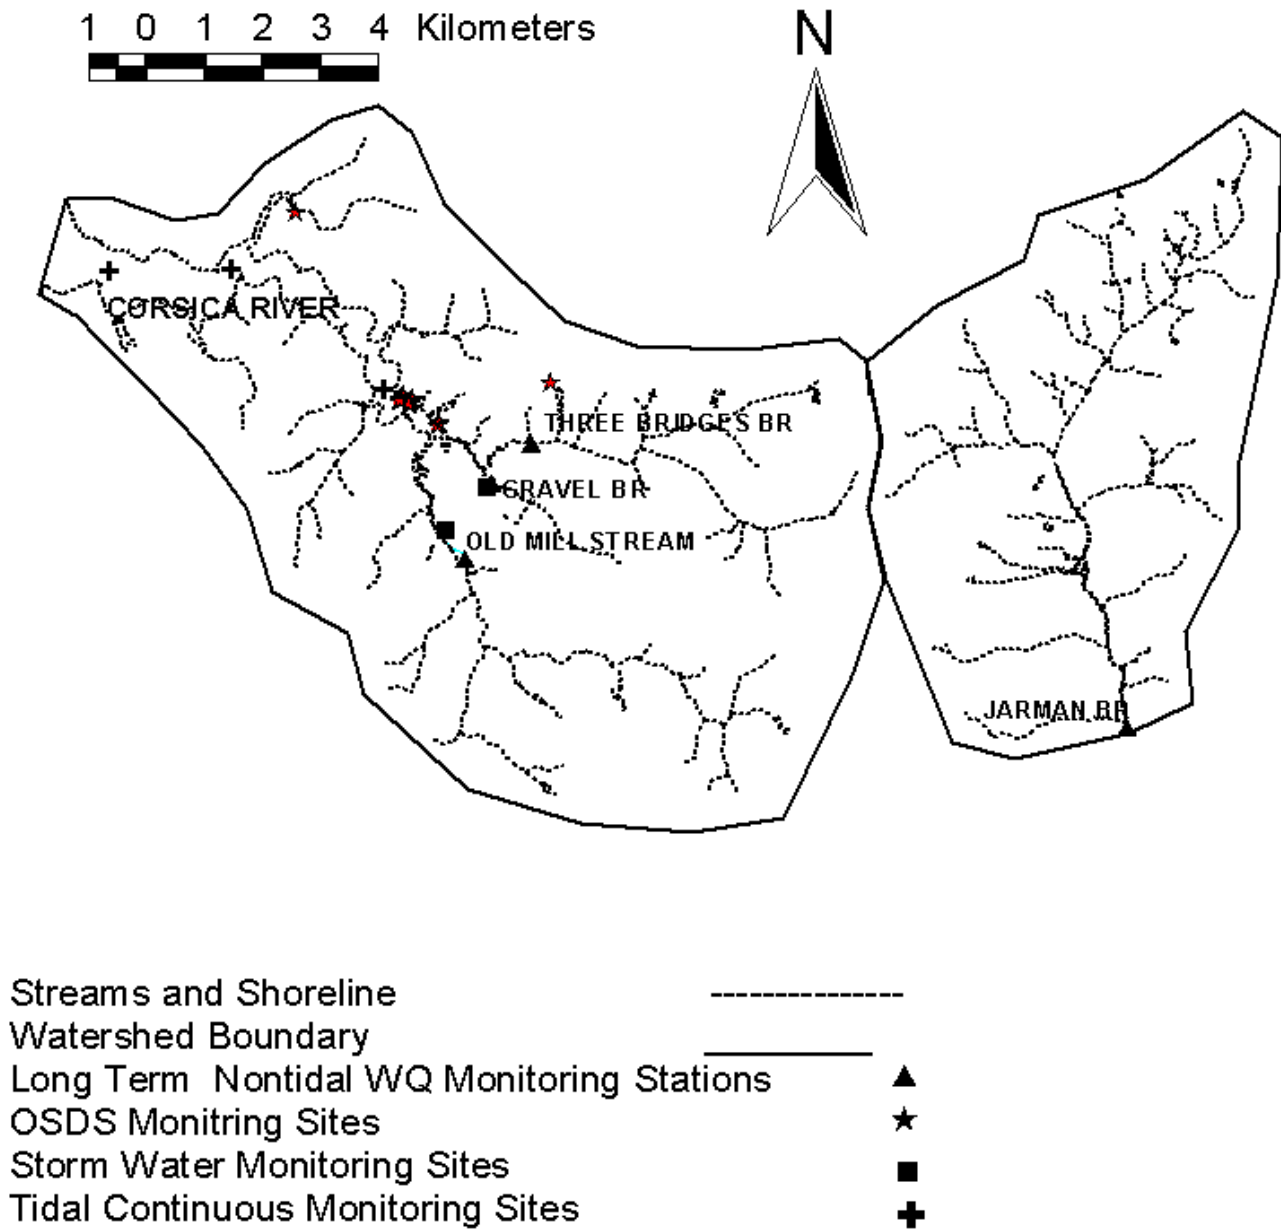 1 0 1 2 3 4 Kilometers
N
CORSICA RIVER
THREE BRIDGES BR
GRAVEL BR
OLD MILL STREAM
JARMAN BR
Streams and Shoreline
Watershed Boundary
Long Term Nontidal WQ Monitoring Stations
OSDS Monitring Sites
Storm Water Monitoring Sites
Tidal Continuous Monitoring Sites